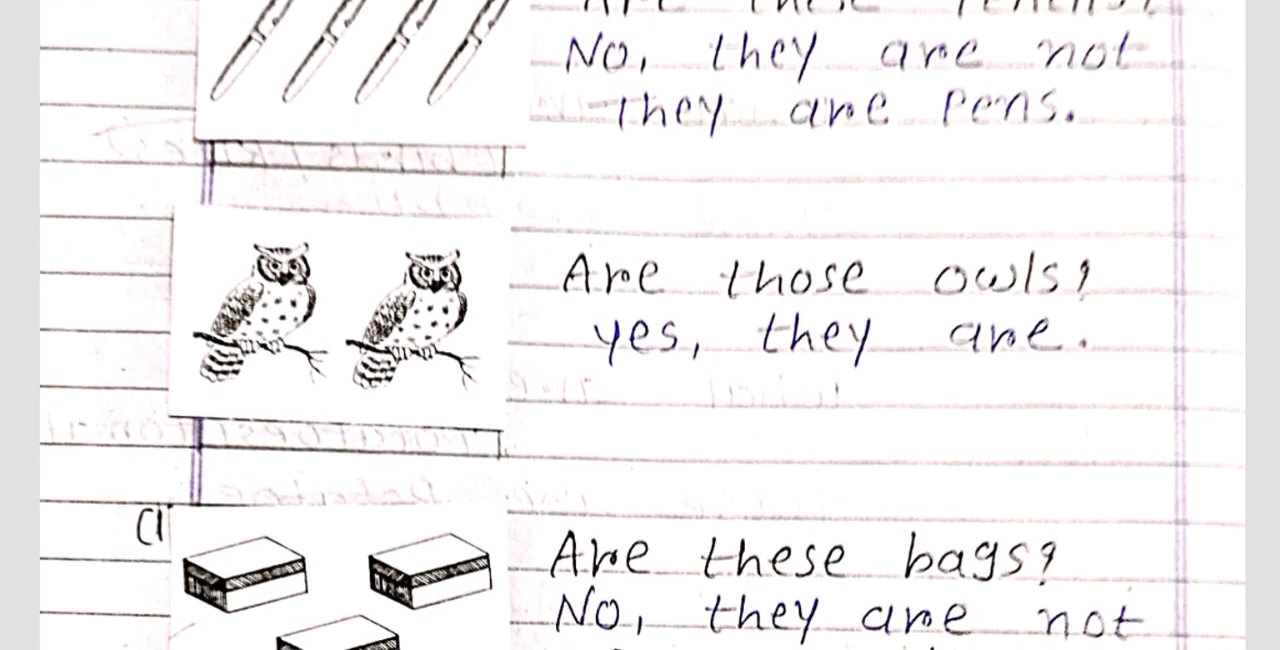 No, they are not
they are Pens.
Are those owls?
yes, they are.
Are these bags?
No, they are not